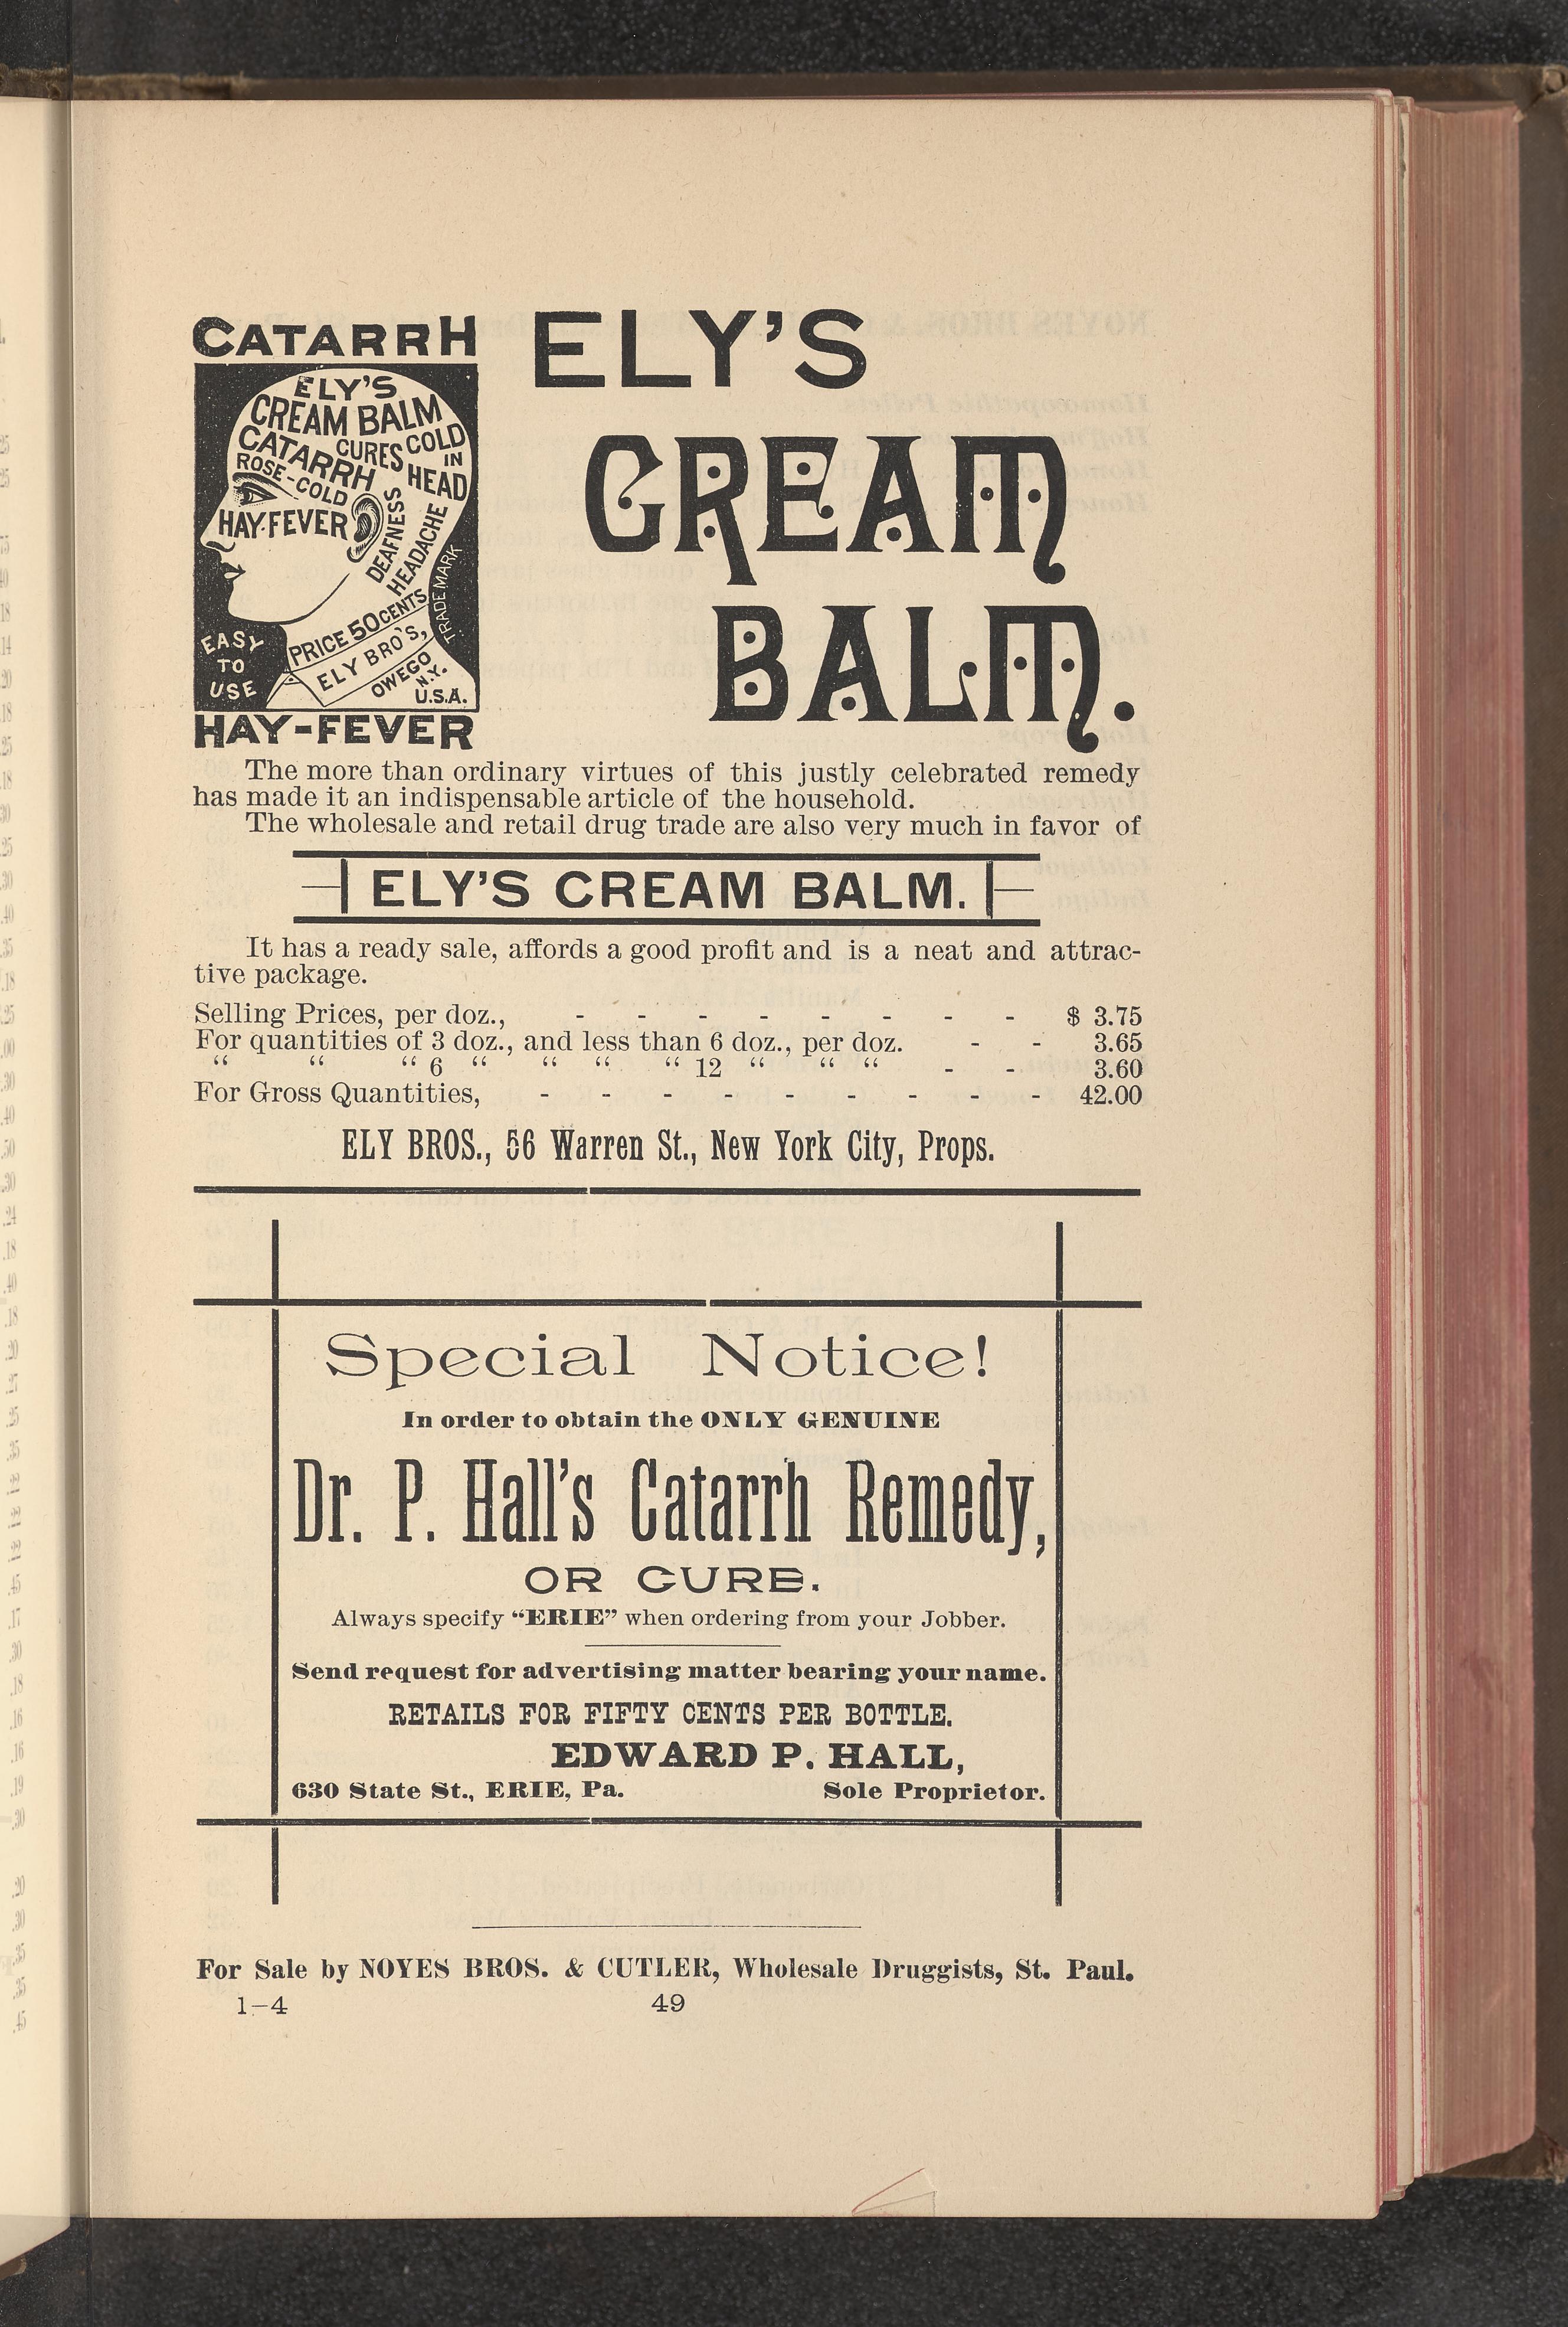 CATARRH
ELY'S
CREAM BALM
CURES COLD
IN
HEAD
CATARRH
ROSE-COLD
HAY-FEVER
DEAFNESS
HEADACHE
TRADE MARK
EASY
TO
USE
PRICE 50 CENTS
ELY BRO'S,
OWEGO
N.Y.
U.S.A.
HAY-FEVER
ELY'S
CREAM
BALM.
The more than ordinary virtues of this justly celebrated remedy
has made it an indispensable article of the household.
The wholesale and retail drug trade are also very much in favor of
ELY'S CREAM BALM.
It has a ready sale, affords a good profit and is a neat and attrac-
tive package.
Selling Prices, per doz., - - - - - - - - $ 3.75
For quantities of 3 doz., and less than 6 doz., per doz. - - 3.65
“ “ “ 6 “ “ “ “ 12 “ “ “ - - 3.60
For Gross Quantities, - - - - - - - - - 42.00
ELY BROS., 56 Warren St., New York City, Props.
Special Notice!
In order to obtain the ONLY GENUINE
Dr. P. Hall's Catarrh Remedy,
OR CURE.
Always specify “ERIE” when ordering from your Jobber.
Send request for advertising matter bearing your name.
RETAILS FOR FIFTY CENTS PER BOTTLE.
EDWARD P. HALL,
630 State St., ERIE, Pa. Sole Proprietor.
For Sale by NOYES BROS. & CUTLER, Wholesale Druggists, St. Paul.
1–4 49